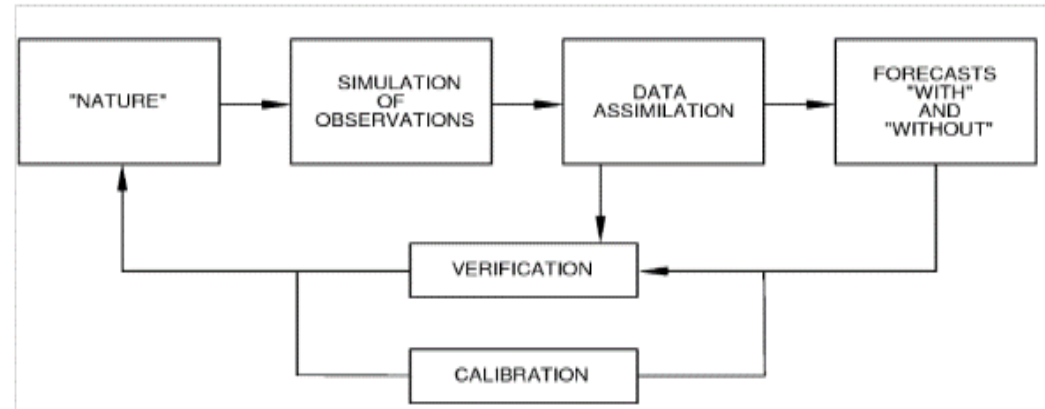 "NATURE"
SIMULATION
OF
OBSERVATIONS
DATA
ASSIMILATION
FORECASTS
"WITH"
AND
"WITHOUT"
VERIFICATION
CALIBRATION